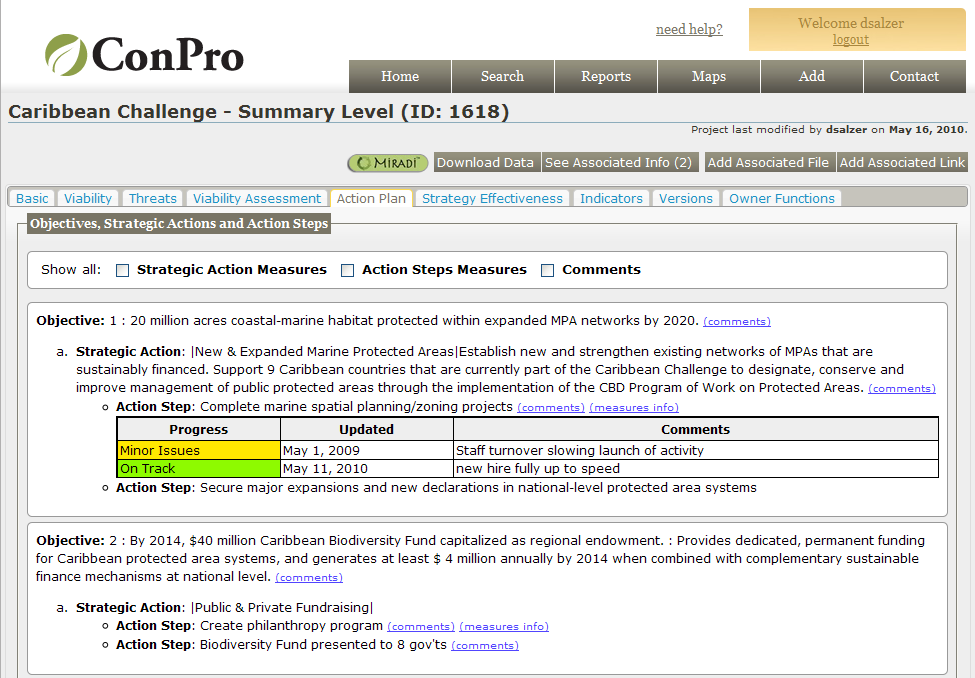 need help?
Welcome dsalzer
logout
ConPro
Home Search Reports Maps Add Contact
Caribbean Challenge - Summary Level (ID: 1618)
Project last modified by dsalzer on May 16, 2010.
MIRADI™ Download Data See Associated Info (2) Add Associated File Add Associated Link
Basic Viability Threats Viability Assessment Action Plan Strategy Effectiveness Indicators Versions Owner Functions
Objectives, Strategic Actions and Action Steps
Show all: Strategic Action Measures Action Steps Measures Comments
Objective: 1 : 20 million acres coastal-marine habitat protected within expanded MPA networks by 2020. (comments)
a. Strategic Action: |New & Expanded Marine Protected Areas|Establish new and strengthen existing networks of MPAs that are
sustainably financed. Support 9 Caribbean countries that are currently part of the Caribbean Challenge to designate, conserve and
improve management of public protected areas through the implementation of the CBD Program of Work on Protected Areas. (comments)
Action Step: Complete marine spatial planning/zoning projects (comments) (measures info)
Progress Updated Comments
Minor Issues May 1, 2009 Staff turnover slowing launch of activity
On Track May 11, 2010 new hire fully up to speed
Action Step: Secure major expansions and new declarations in national-level protected area systems
Objective: 2 : By 2014, $40 million Caribbean Biodiversity Fund capitalized as regional endowment. : Provides dedicated, permanent funding
for Caribbean protected area systems, and generates at least $ 4 million annually by 2014 when combined with complementary sustainable
finance mechanisms at national level. (comments)
a. Strategic Action: |Public & Private Fundraising|
Action Step: Create philanthropy program (comments) (measures info)
Action Step: Biodiversity Fund presented to 8 gov'ts (comments)